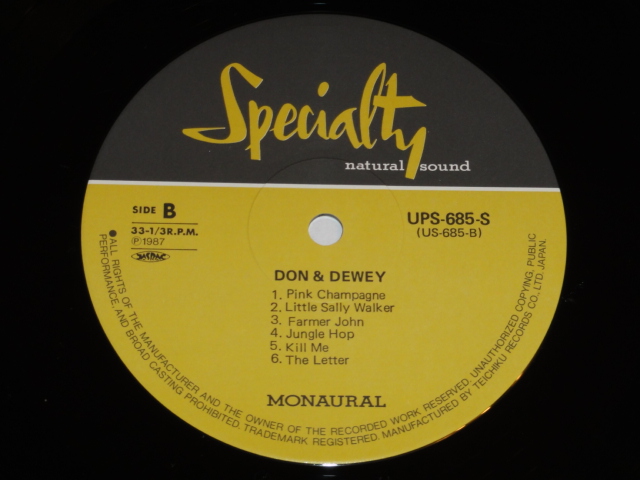 Specialty
natural sound
SIDE B
33-1/3R.P.M.
Ⓟ1987
UPS-685-S
(US-685-B)
DON & DEWEY
1. Pink Champagne
2. Little Sally Walker
3. Farmer John
4. Jungle Hop
5. Kill Me
6. The Letter
MONAURAL
●ALL RIGHTS OF THE MANUFACTURER AND THE OWNER OF THE RECORDED WORK RESERVED. UNAUTHORIZED COPYING, PUBLIC
PERFORMANCE, AND BROAD CASTING PROHIBITED. TRADEMARK REGISTERED. MANUFACTURED BY TEICHIKU RECORDS CO., LTD. JAPAN.